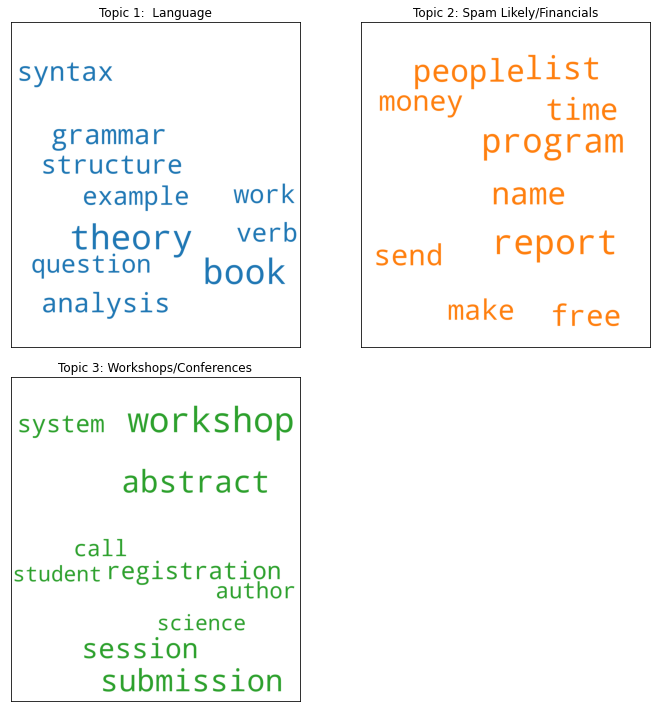 Topic 1:  Language
syntax
grammar
structure
example work
theory verb
question book
analysis
Topic 2: Spam Likely/Financials
people list
money time
program
name
report
send
make free
Topic 3: Workshops/Conferences
system workshop
abstract
call
student registration
author
science
session
submission